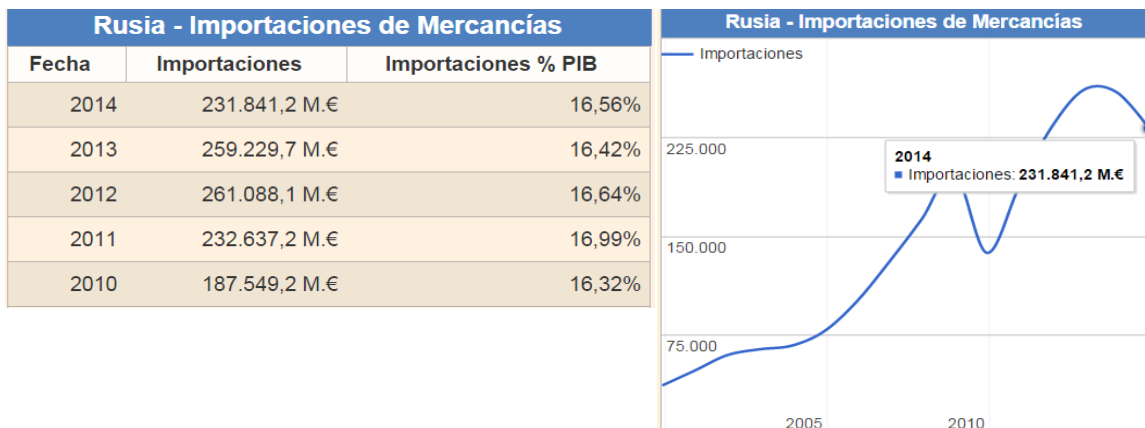 Rusia - Importaciones de Mercancías
Fecha Importaciones Importaciones % PIB
2014 231.841,2 M.€ 16,56%
2013 259.229,7 M.€ 16,42%
2012 261.088,1 M.€ 16,64%
2011 232.637,2 M.€ 16,99%
2010 187.549,2 M.€ 16,32%
Rusia - Importaciones de Mercancías
Importaciones
225.000
2014
Importaciones: 231.841,2 M.€
150.000
75.000
2005 2010